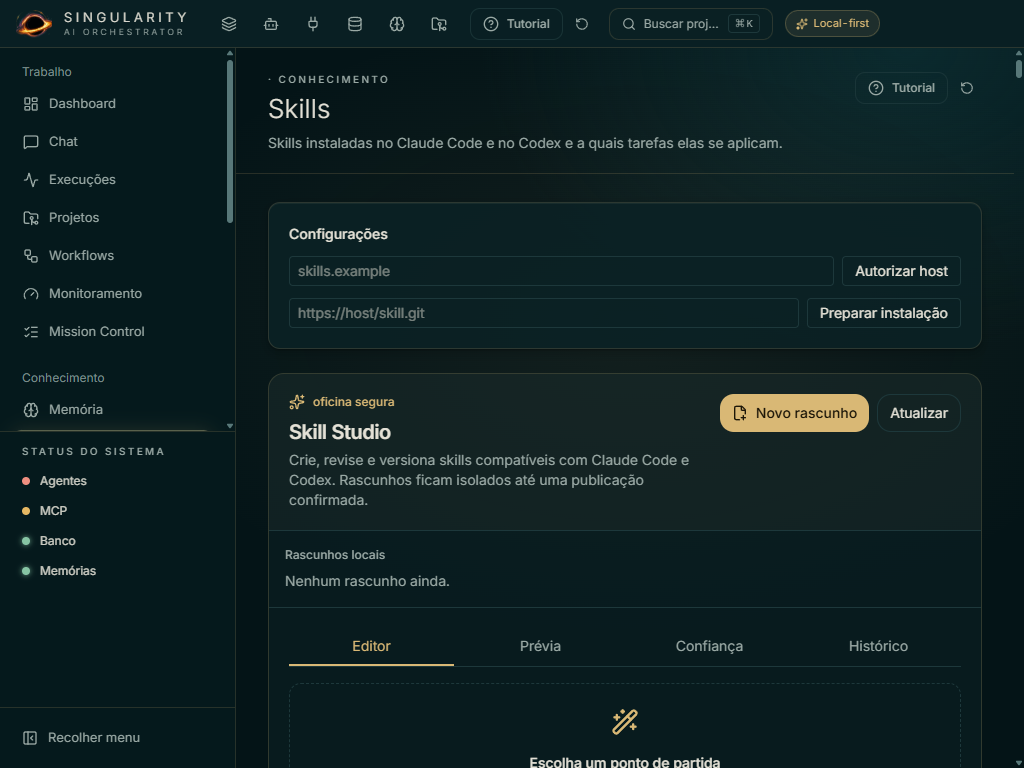 SINGULARITY
AI ORCHESTRATOR
Tutorial
Buscar proj...
⌘K
Local-first
Trabalho
Dashboard
Chat
Execuções
Projetos
Workflows
Monitoramento
Mission Control
Conhecimento
Memória
STATUS DO SISTEMA
Agentes
MCP
Banco
Memórias
Recolher menu
· CONHECIMENTO
Skills
Skills instaladas no Claude Code e no Codex e a quais tarefas elas se aplicam.
Tutorial
Configurações
skills.example
Autorizar host
https://host/skill.git
Preparar instalação
oficina segura
Skill Studio
Crie, revise e versiona skills compatíveis com Claude Code e
Codex. Rascunhos ficam isolados até uma publicação
confirmada.
Novo rascunho
Atualizar
Rascunhos locais
Nenhum rascunho ainda.
Editor
Prévia
Confiança
Histórico
Escolha um ponto de partida